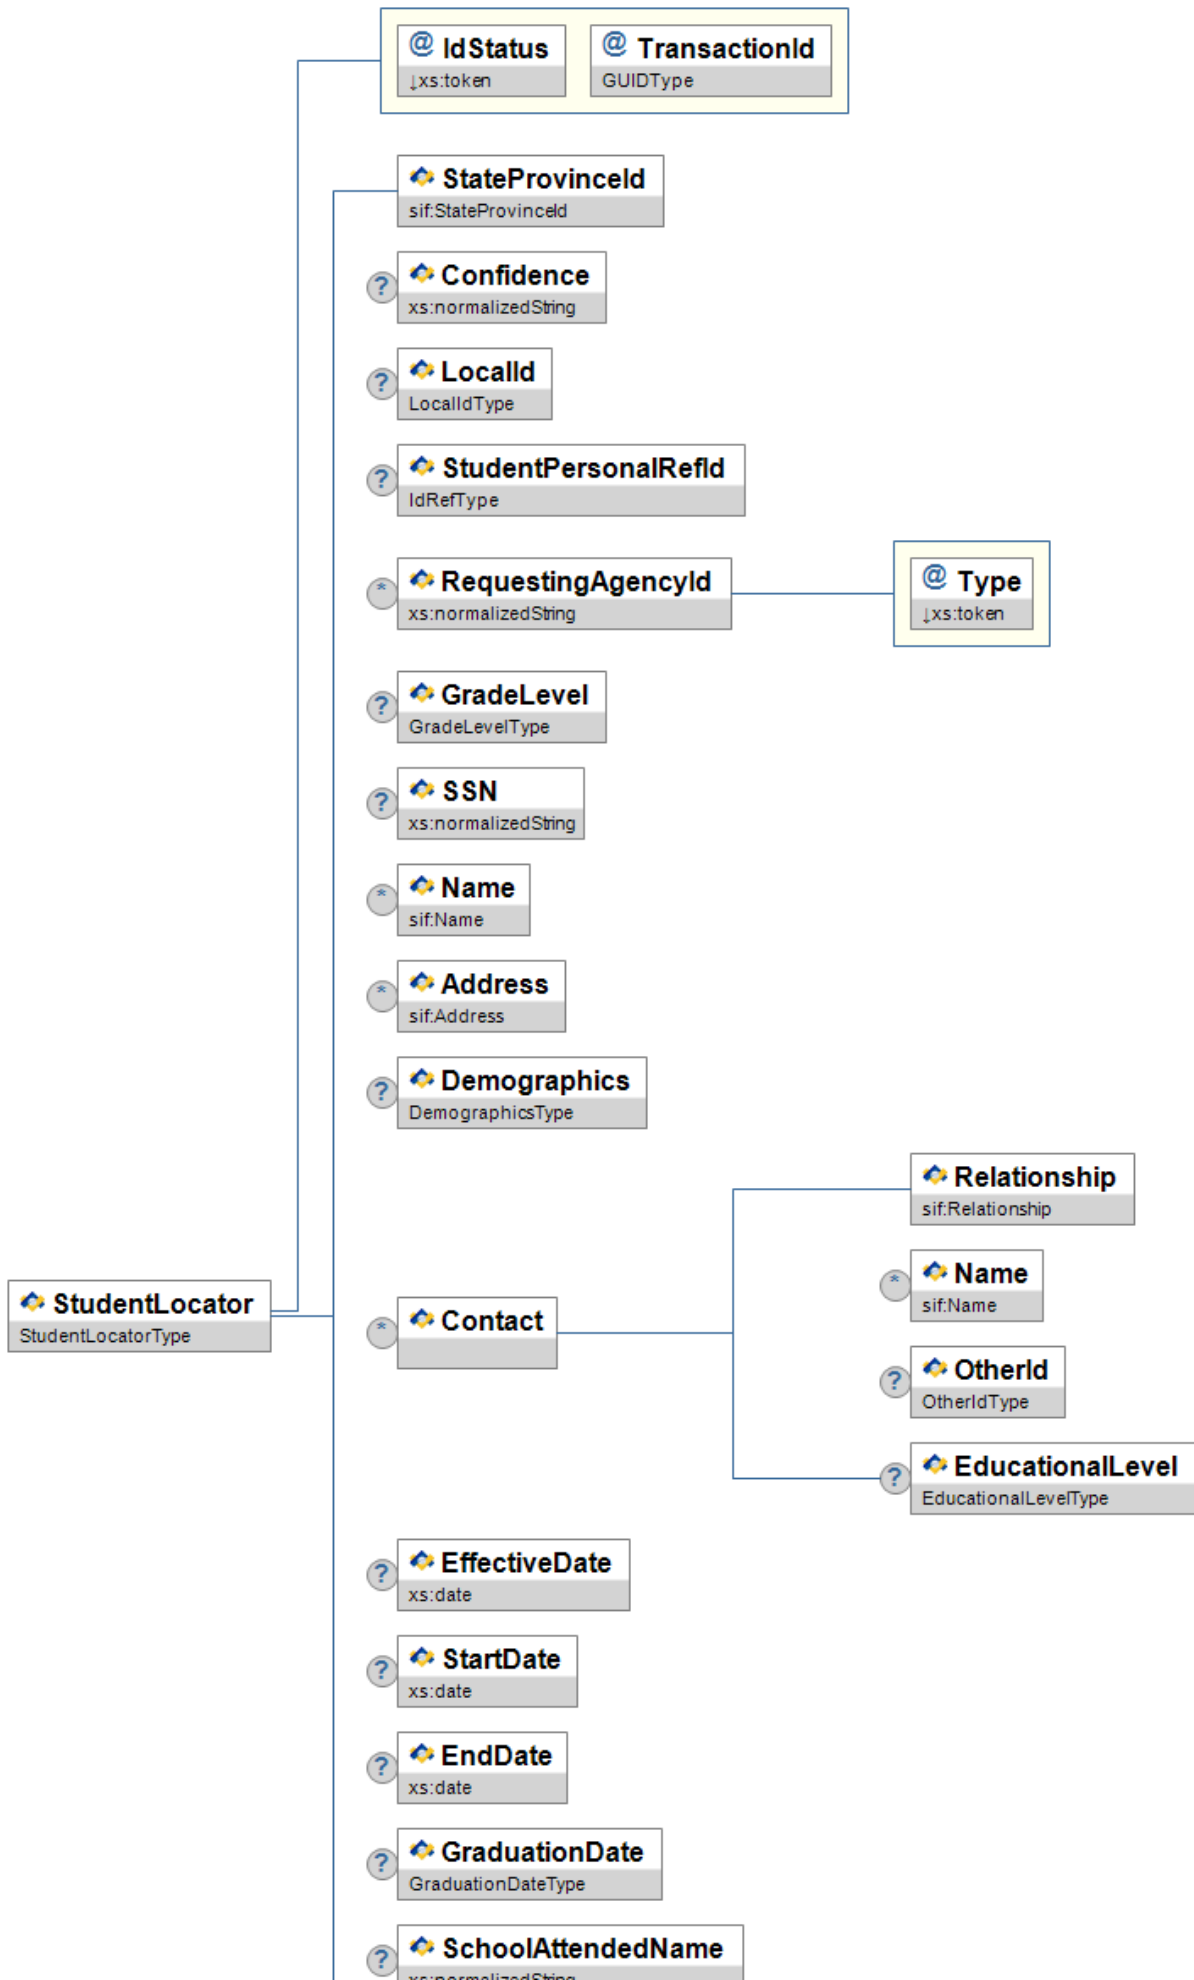 @ IdStatus
↓xs:token
@ TransactionId
GUIDType
StateProvinceId
sif:StateProvinceId
? Confidence
xs:normalizedString
? LocalId
LocalIdType
? StudentPersonalRefId
IdRefType
* RequestingAgencyId
xs:normalizedString
@ Type
↓xs:token
? GradeLevel
GradeLevelType
? SSN
xs:normalizedString
* Name
sif:Name
* Address
sif:Address
? Demographics
DemographicsType
StudentLocator
StudentLocatorType
* Contact
Relationship
sif:Relationship
* Name
sif:Name
? OtherId
OtherIdType
? EducationalLevel
EducationalLevelType
? EffectiveDate
xs:date
? StartDate
xs:date
? EndDate
xs:date
? GraduationDate
GraduationDateType
? SchoolAttendedName
xs:normalizedString